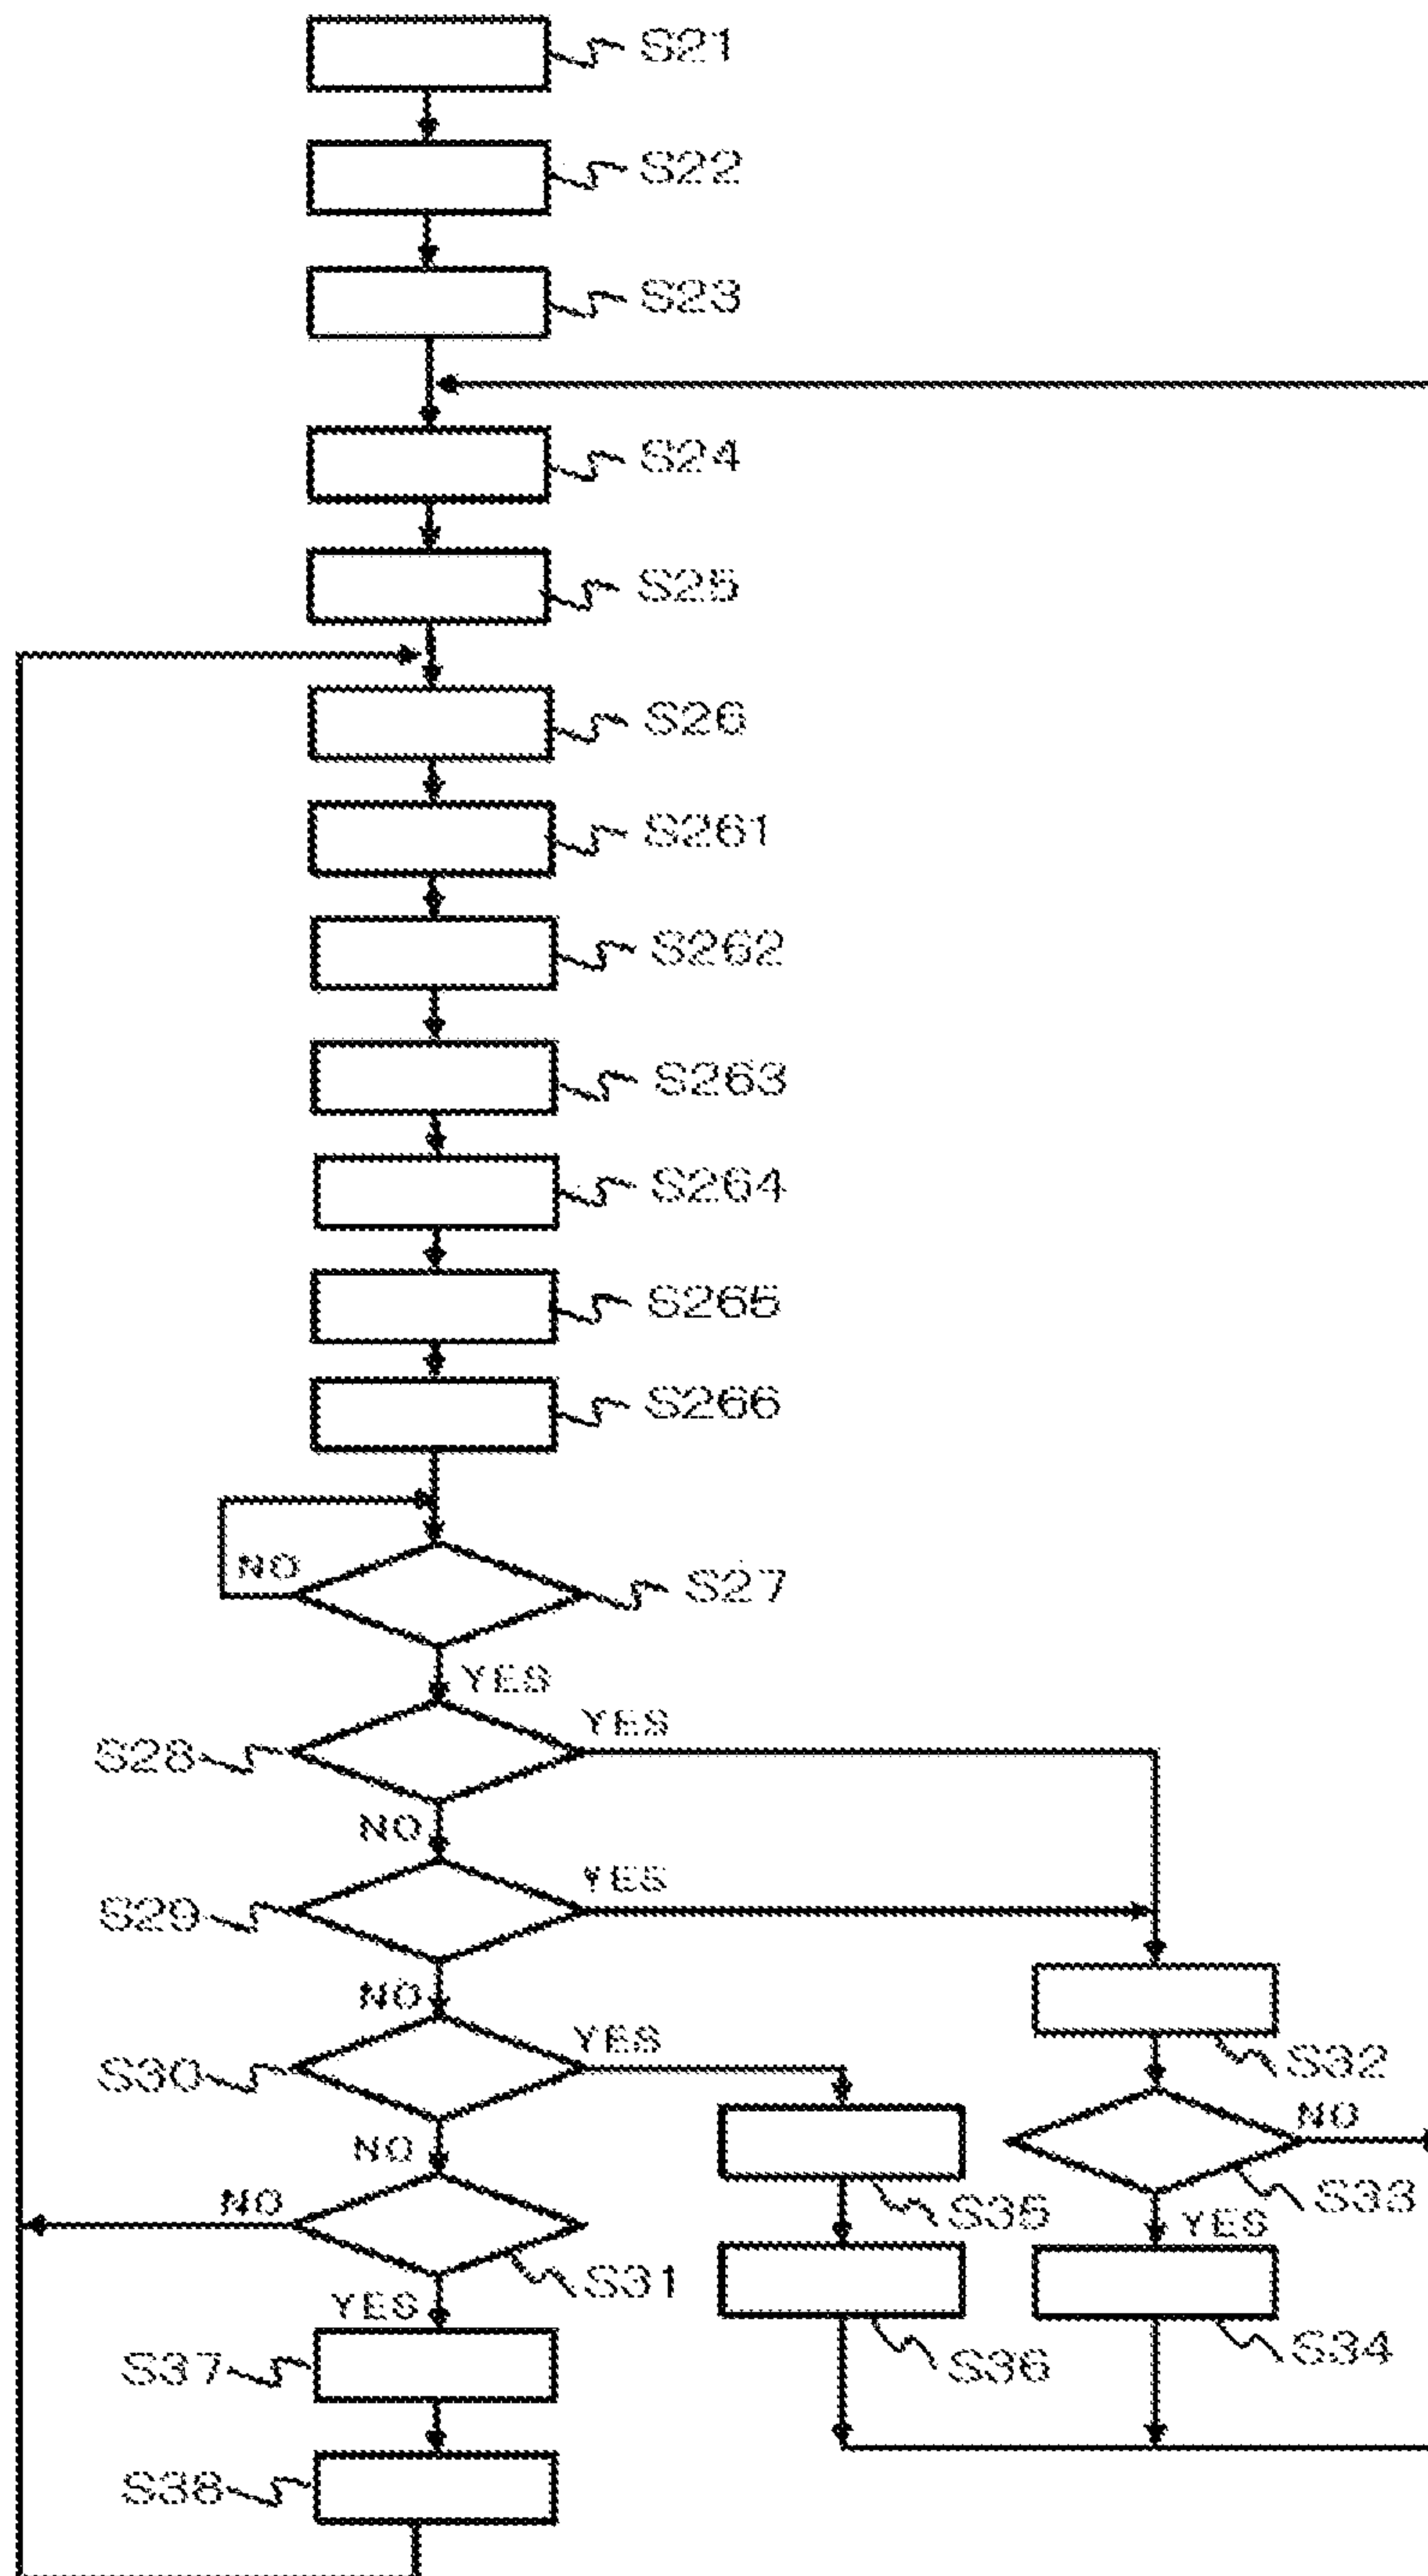 S21
S22
S23
S24
S25
S26
S261
S262
S263
S264
S265
S266
NO
S27
YES
S28
YES
NO
S29
YES
NO
S30
YES
S32
NO
NO
S33
S35
NO
YES
S31
YES
S34
S36
S37
S38